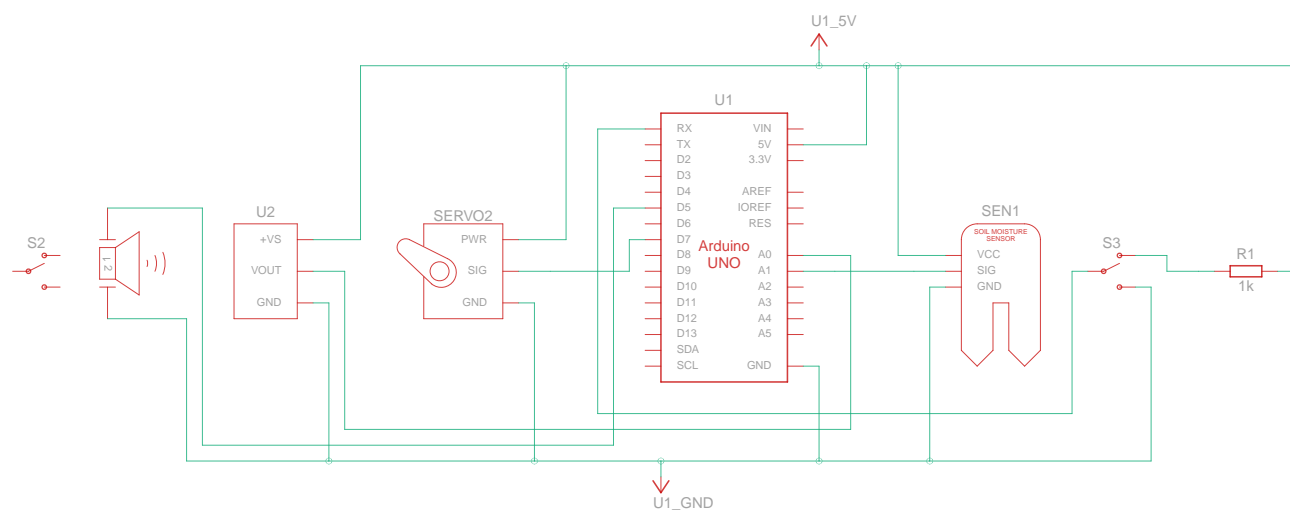 U1_5V
S2
1 2
U2
+VS
VOUT
GND
SERVO2
PWR
SIG
GND
U1
RX
TX
D2
D3
D4
D5
D6
D7
D8
D9
D10
D11
D12
D13
SDA
SCL
Arduino
UNO
VIN
5V
3.3V
AREF
IOREF
RES
A0
A1
A2
A3
A4
A5
GND
SEN1
SOIL MOISTURE
SENSOR
VCC
SIG
GND
S3
R1
1k
U1_GND